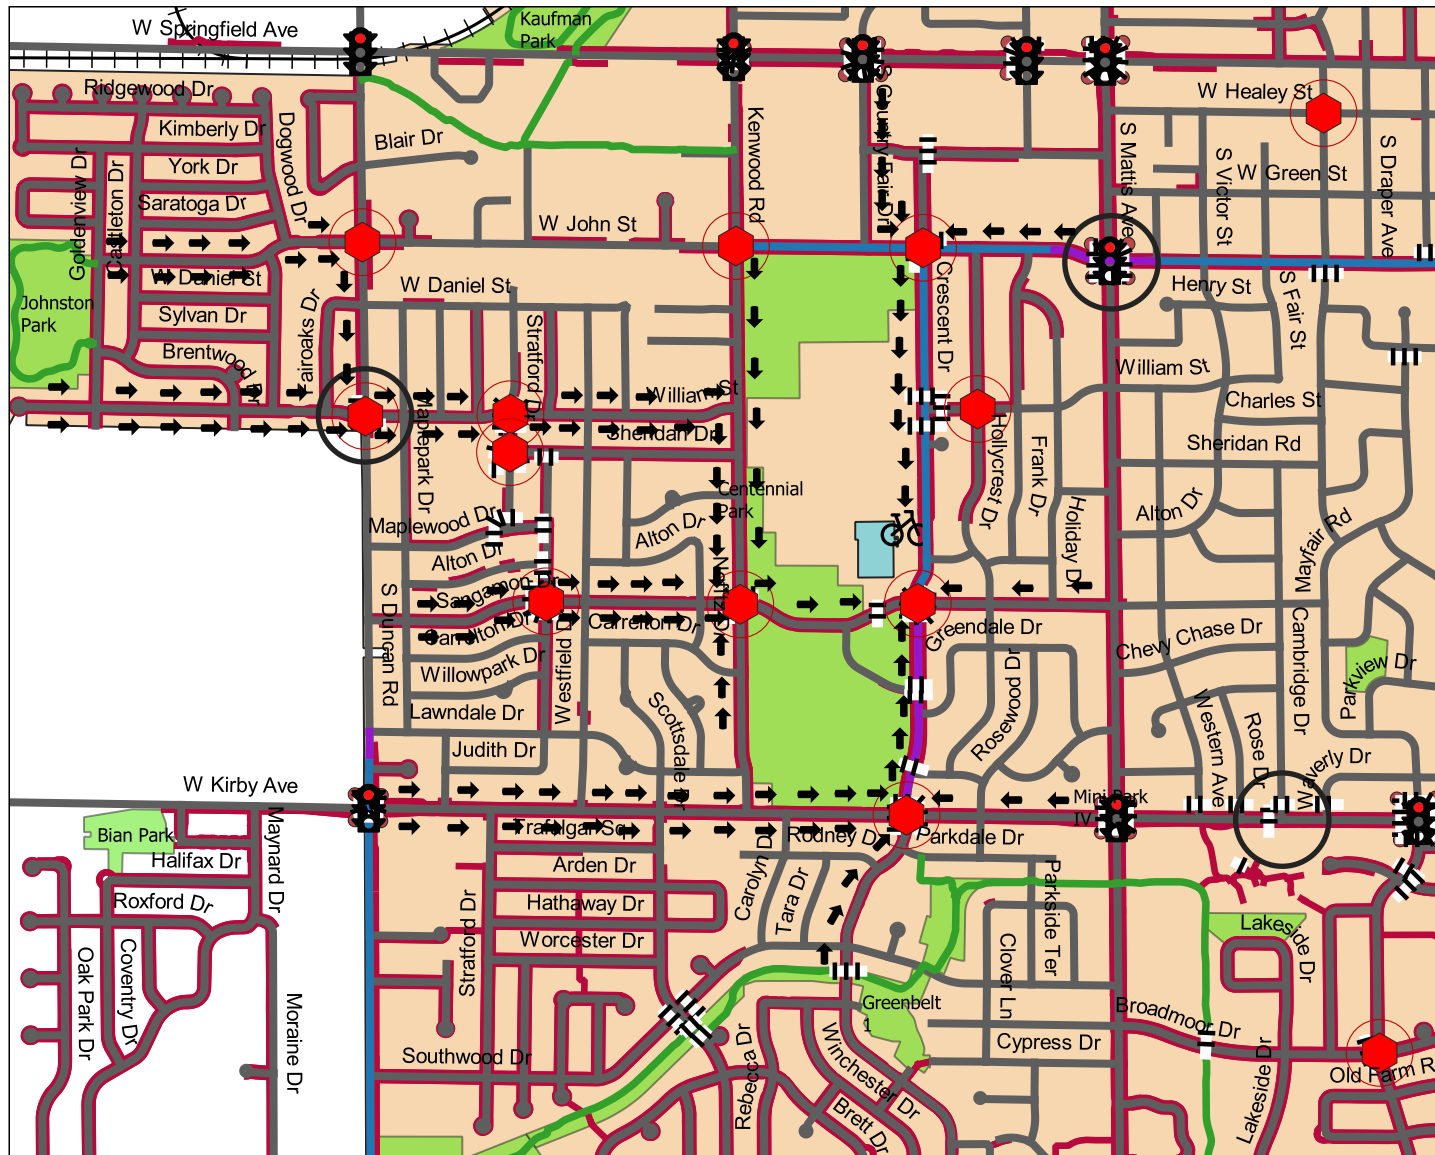 W Springfield Ave
Kaufman
Park
Ridgewood Dr
Kimberly Dr
York Dr
Saratoga Dr
Goldenview Dr
Castleton Dr
Dogwood Dr
Blair Dr
W John St
Kenwood Rd
S Country Fair Dr
S Mattis Ave
W Healey St
W Green St
S Victor St
S Draper Ave
W Daniel St
W Daniel St
Johnston
Park
Sylvan Dr
Brentwood Dr
Fairoaks Dr
Stratford Dr
Crescent Dr
Henry St
S Fair St
William St
William St
Charles St
Sheridan Dr
Sheridan Rd
Maplepark Dr
Hollycrest Dr
Frank Dr
Holiday Dr
Centennial
Park
Maplewood Dr
Alton Dr
Alton Dr
Alton Dr
W Mayfair Rd
Sangamon Dr
Carrelton Dr
Carrelton Dr
S Duncan Rd
Westfield Dr
Nertz Dr
Greendale Dr
Chevy Chase Dr
Cambridge Dr
Willowpark Dr
Lawndale Dr
Scottsdale Dr
Rosewood Dr
Parkview Dr
Judith Dr
Western Ave
Rose Dr
Waverly Dr
W Kirby Ave
Mini Park
IV
Bian Park
Maynard Dr
Trafalgar Sq
Rodney Dr
Parkdale Dr
Halifax Dr
Arden Dr
Carolyn Dr
Tara Dr
Parkside Ter
Roxford Dr
Hathaway Dr
Worcester Dr
Stratford Dr
Clover Ln
Lakeside Dr
Oak Park Dr
Coventry Dr
Moraine Dr
Greenbelt
1
Broadmoor Dr
Cypress Dr
Southwood Dr
Rebecca Dr
Winchester Dr
Brett Dr
Lakeside Dr
Old Farm R